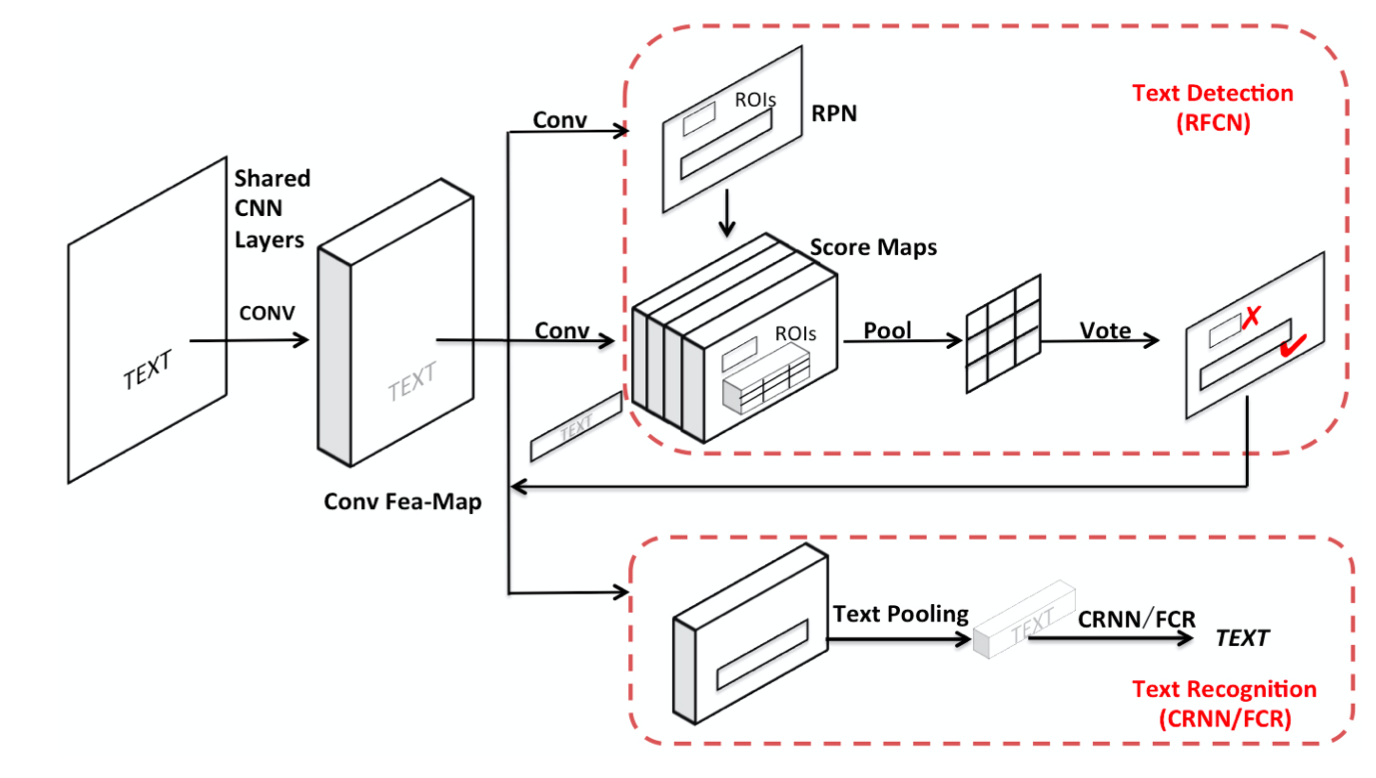 Text Detection
(RFCN)
ROIs
RPN
Conv
Shared
CNN
Layers
Score Maps
CONV
Conv
ROIs
Pool
Vote
TEXT
TEXT
TEXT
Conv Fea-Map
Text Pooling
TEXT
CRNN/FCR
TEXT
Text Recognition
(CRNN/FCR)